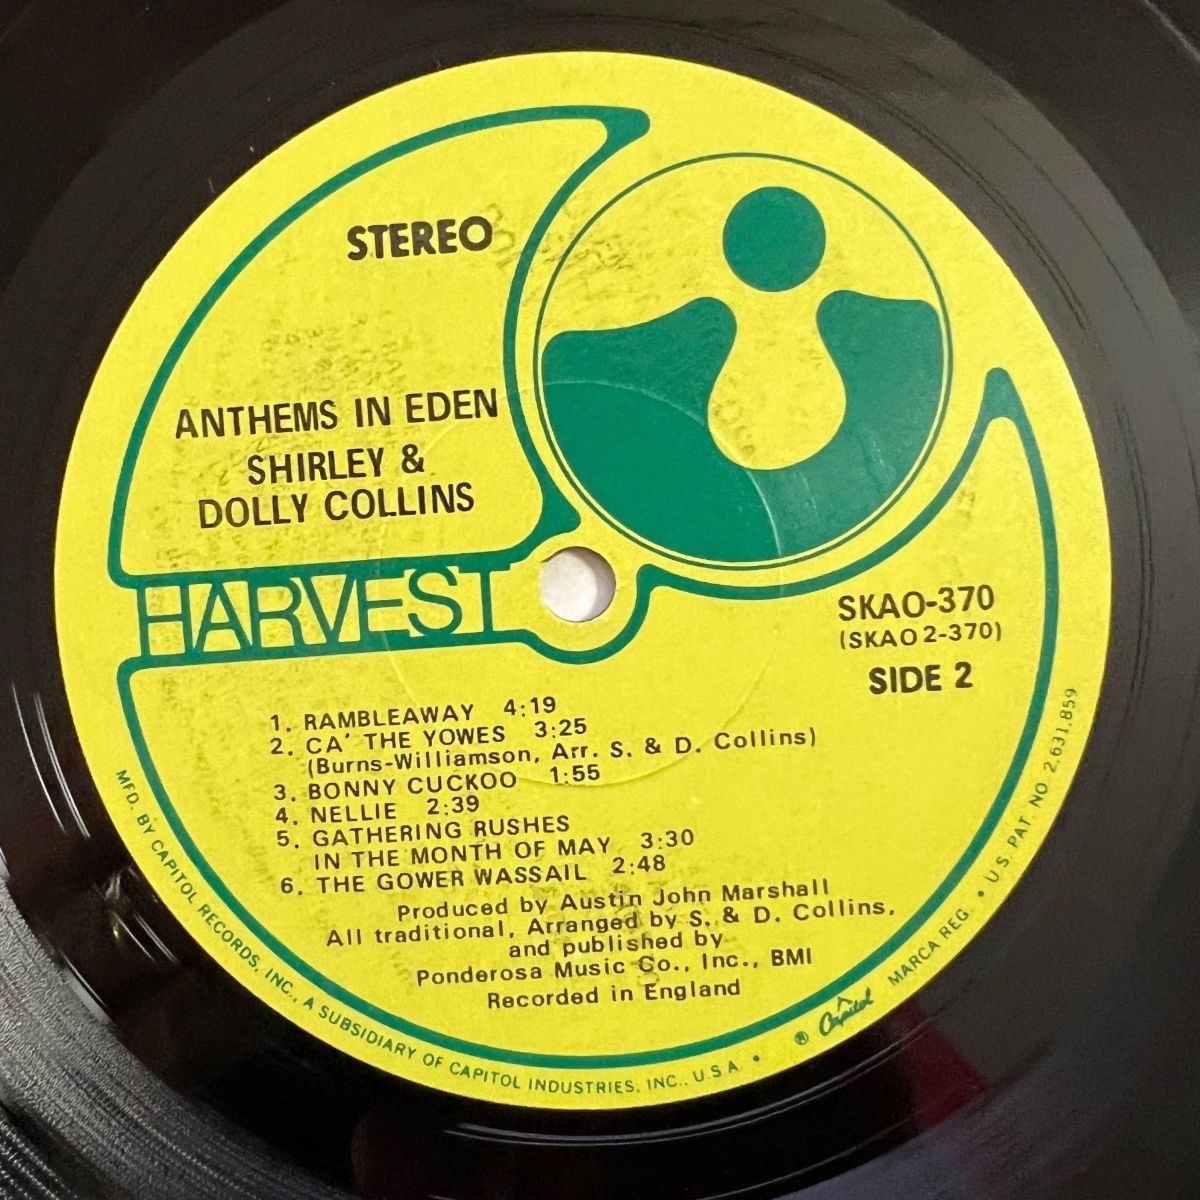 STEREO
ANTHEMS IN EDEN
SHIRLEY &
DOLLY COLLINS
HARVEST
SKAO-370
(SKAO 2-370)
SIDE 2
1. RAMBLEAWAY 4:19
2. CA' THE YOWES 3:25
(Burns-Williamson, Arr. S. & D. Collins)
3. BONNY CUCKOO 1:55
4. NELLIE 2:39
5. GATHERING RUSHES
IN THE MONTH OF MAY 3:30
6. THE GOWER WASSAIL 2:48
Produced by Austin John Marshall
All traditional, Arranged by S. & D. Collins,
and published by
Ponderosa Music Co., Inc., BMI
Recorded in England
MFD. BY CAPITOL RECORDS, INC., A SUBSIDIARY OF CAPITOL INDUSTRIES, INC., U.S.A. • ® Capitol MARCA REG. • U.S. PAT. NO. 2,631,859